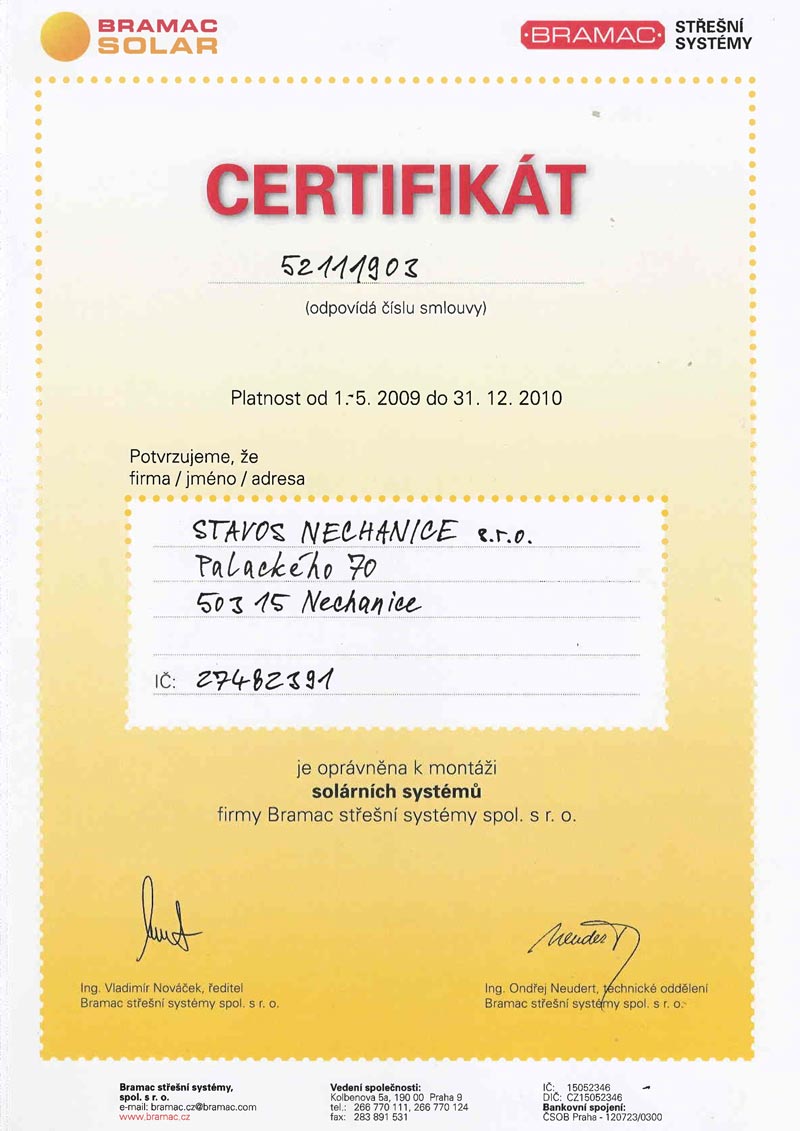 BRAMAC
SOLAR
BRAMAC
STŘEŠNÍ
SYSTÉMY
CERTIFIKÁT
52111903
(odpovídá číslu smlouvy)
Platnost od 1. 5. 2009 do 31. 12. 2010
Potvrzujeme, že
firma / jméno / adresa
STAVOS NECHANICE s.r.o.
Palackého 70
503 15 Nechanice
IČ: 27482391
je oprávněna k montáži
solárních systémů
firmy Bramac střešní systémy spol. s r. o.
Neudert
Ing. Vladimír Nováček, ředitel
Bramac střešní systémy spol. s r. o.
Ing. Ondřej Neudert, technické oddělení
Bramac střešní systémy spol. s r. o.
Bramac střešní systémy,
spol. s r. o.
e-mail: bramac.cz@bramac.com
www.bramac.cz
Vedení společnosti:
Kolbenova 5a, 190 00 Praha 9
tel.: 266 770 111, 266 770 124
fax: 283 891 531
IČ: 15052346
DIČ: CZ15052346
Bankovní spojení:
ČSOB Praha - 120723/0300